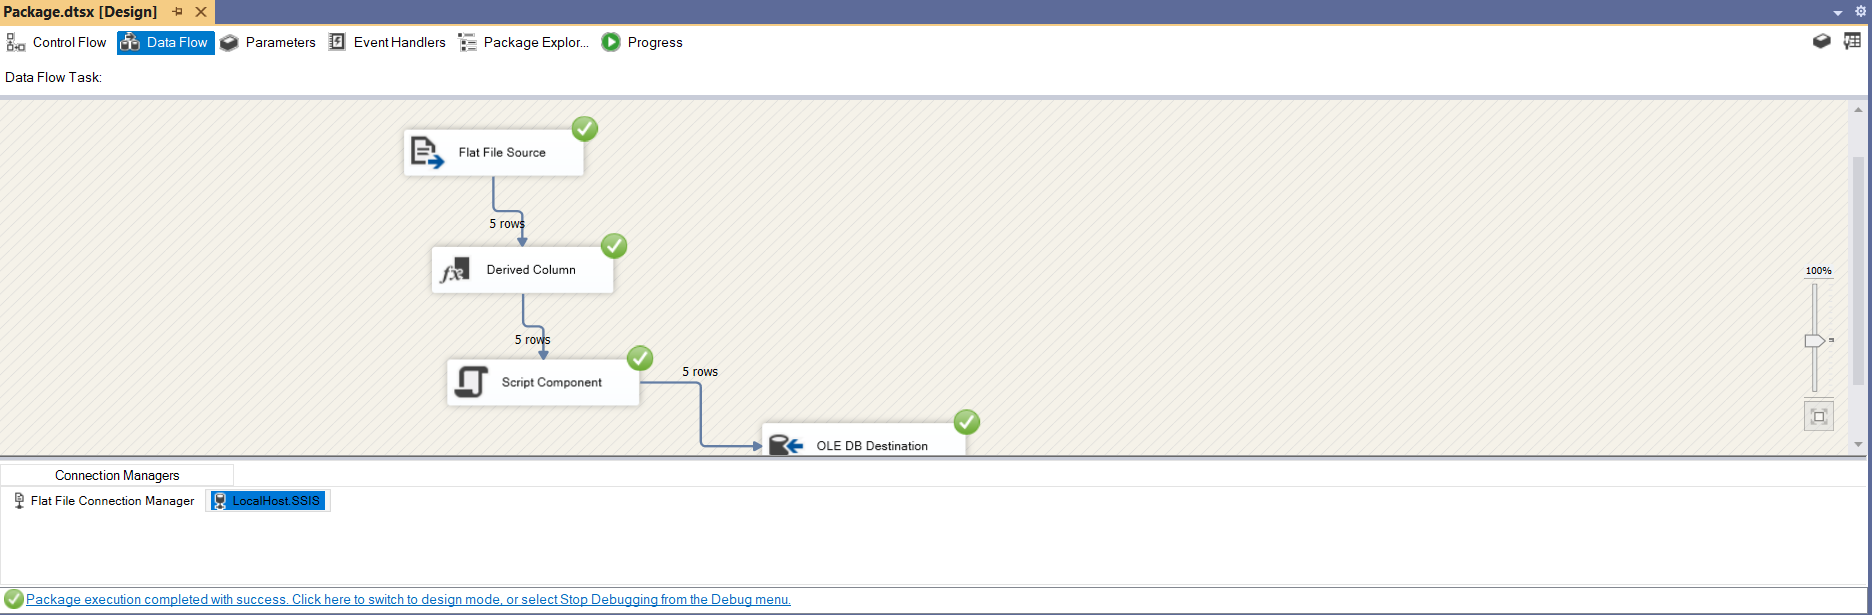 Package.dtsx [Design]
Control Flow Data Flow Parameters Event Handlers Package Explor... Progress
Data Flow Task:
Flat File Source
5 rows
Derived Column
100%
5 rows
Script Component
5 rows
OLE DB Destination
Connection Managers
Flat File Connection Manager LocalHost.SSIS
Package execution completed with success. Click here to switch to design mode, or select Stop Debugging from the Debug menu.